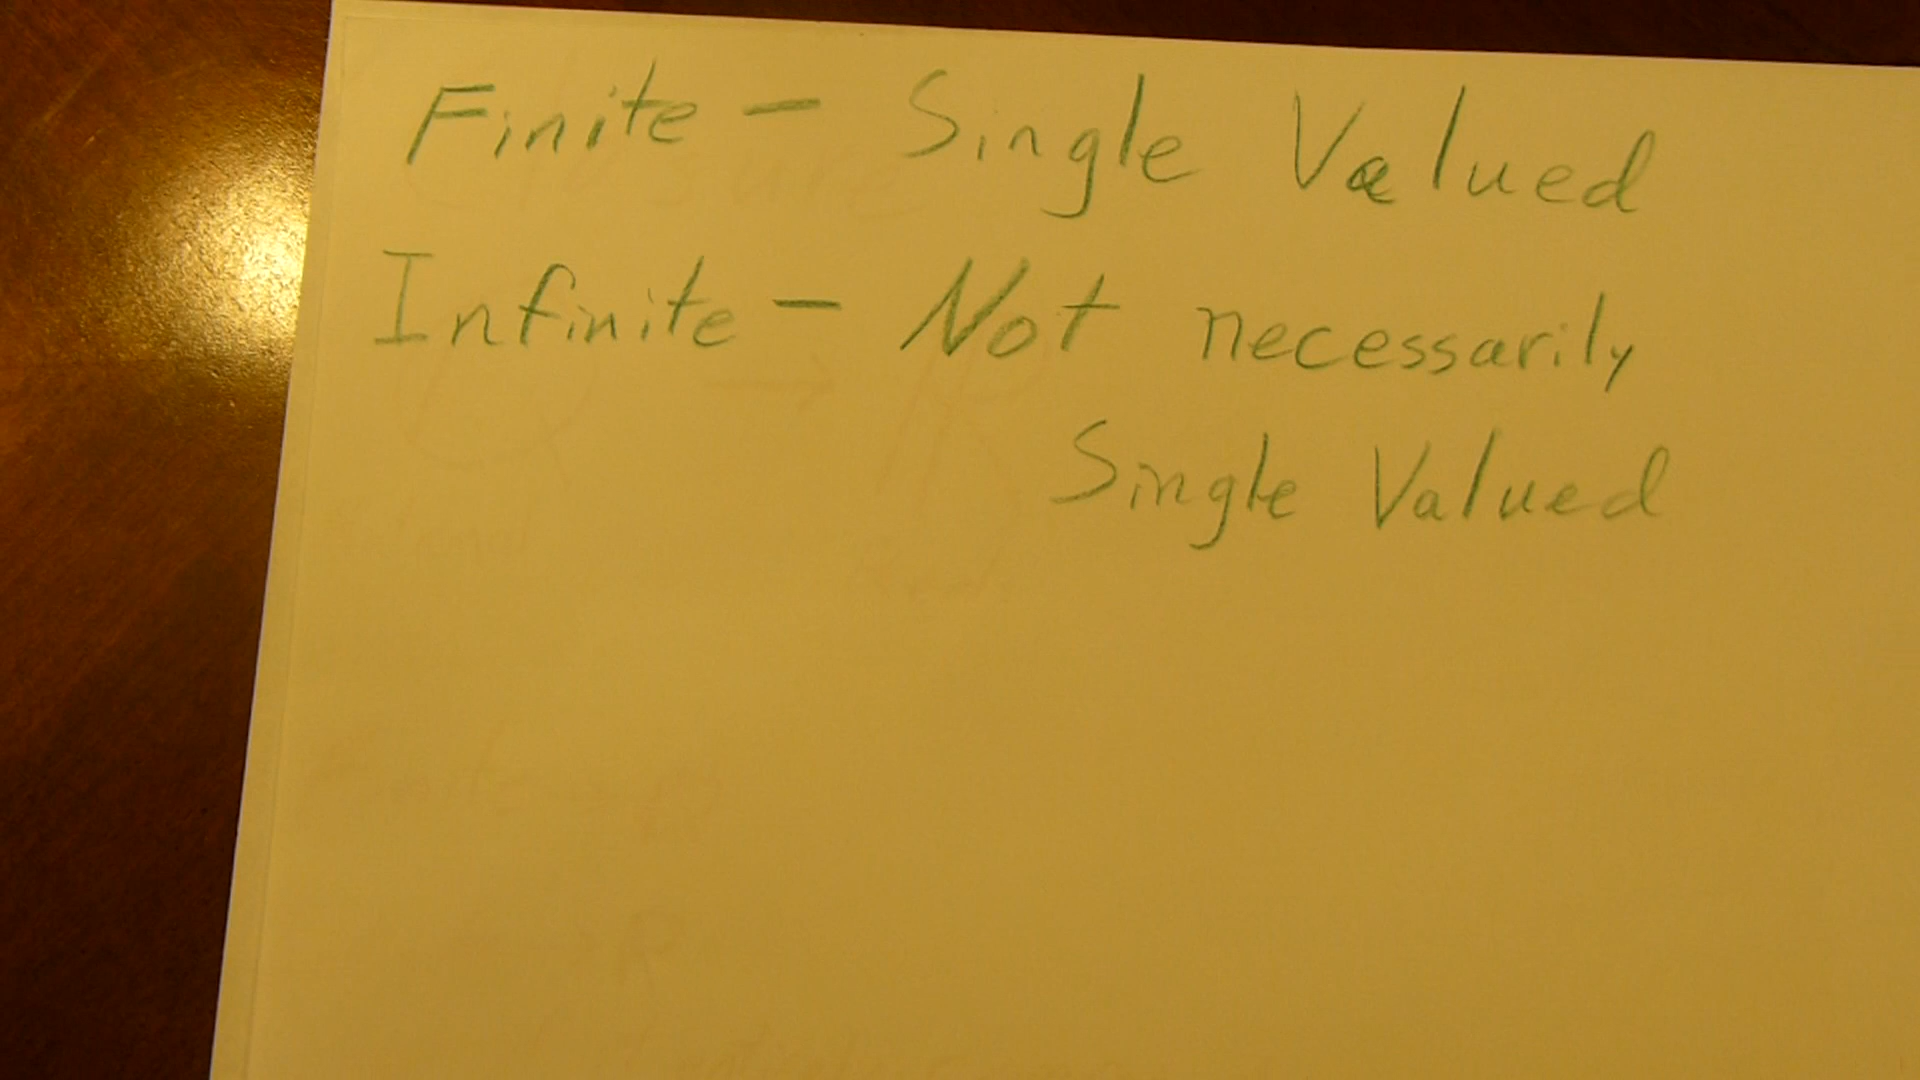 Finite - Single Valued
Infinite - Not necessarily
Single Valued